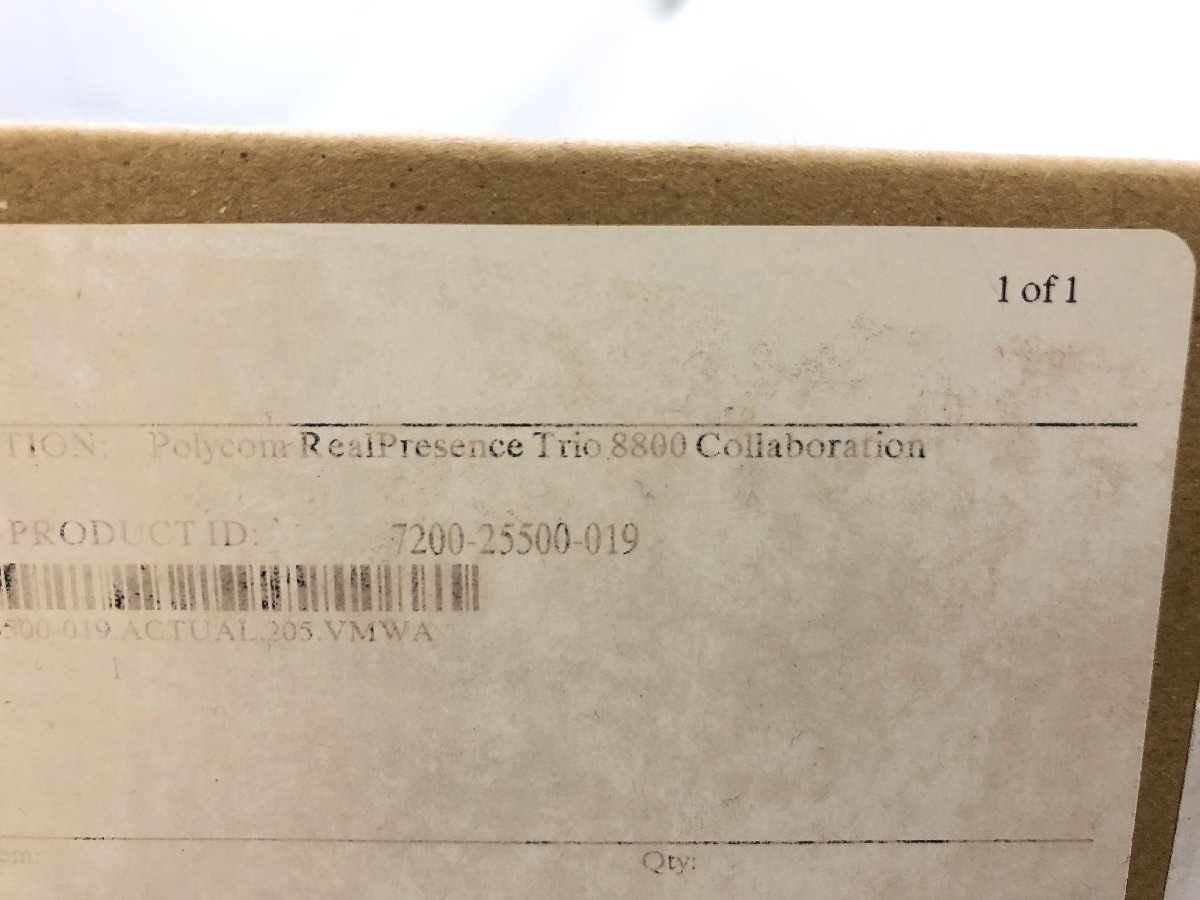 1 of 1
TION: Polycom RealPresence Trio 8800 Collaboration
PRODUCT ID: 7200-25500-019
5500-019.ACTUAL.205.VMWA
1
em: Qty: